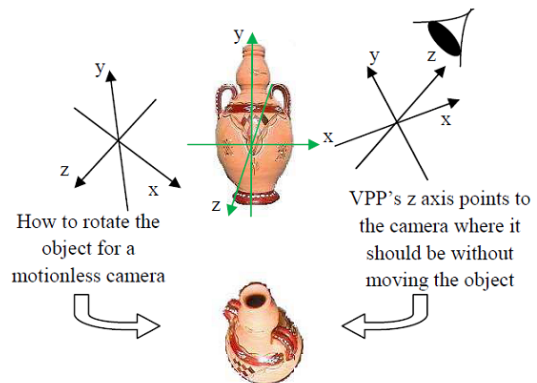 y
z
x
y
x
z
y
z
x
How to rotate the
object for a
motionless camera
VPP's z axis points to
the camera where it
should be without
moving the object